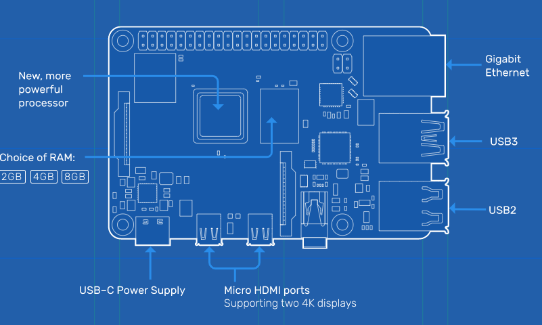 New, more
powerful
processor
Gigabit
Ethernet
USB3
Choice of RAM:
2GB 4GB 8GB
USB2
USB-C Power Supply
Micro HDMI ports
Supporting two 4K displays